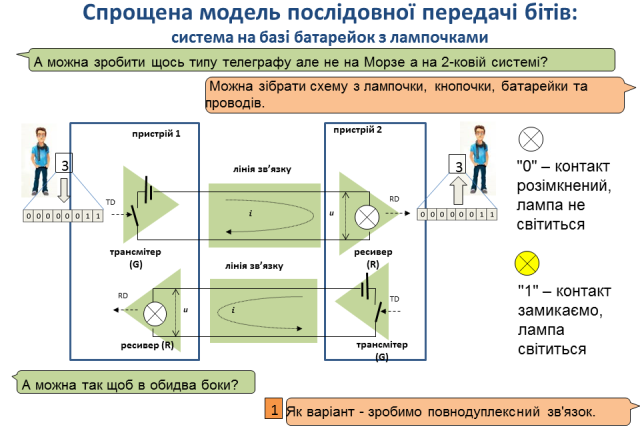 Спрощена модель послідовної передачі бітів:
система на базі батарейок з лампочками
А можна зробити щось типу телеграфу але не на Морзе а на 2-ковій системі?
Можна зібрати схему з лампочки, кнопочки, батарейки та
проводів.
пристрій 1
пристрій 2
лінія зв’язку
3
3
TD
RD
i
u
0 0 0 0 0 0 1 1
0 0 0 0 0 0 1 1
трансмітер
(G)
ресивер
(R)
лінія зв’язку
RD
TD
u
i
ресивер (R)
трансмітер
(G)
"0" – контакт
розімкнений,
лампа не
світиться
"1" – контакт
замикаємо,
лампа
світиться
А можна так щоб в обидва боки?
1
Як варіант - зробимо повнодуплексний зв'язок.